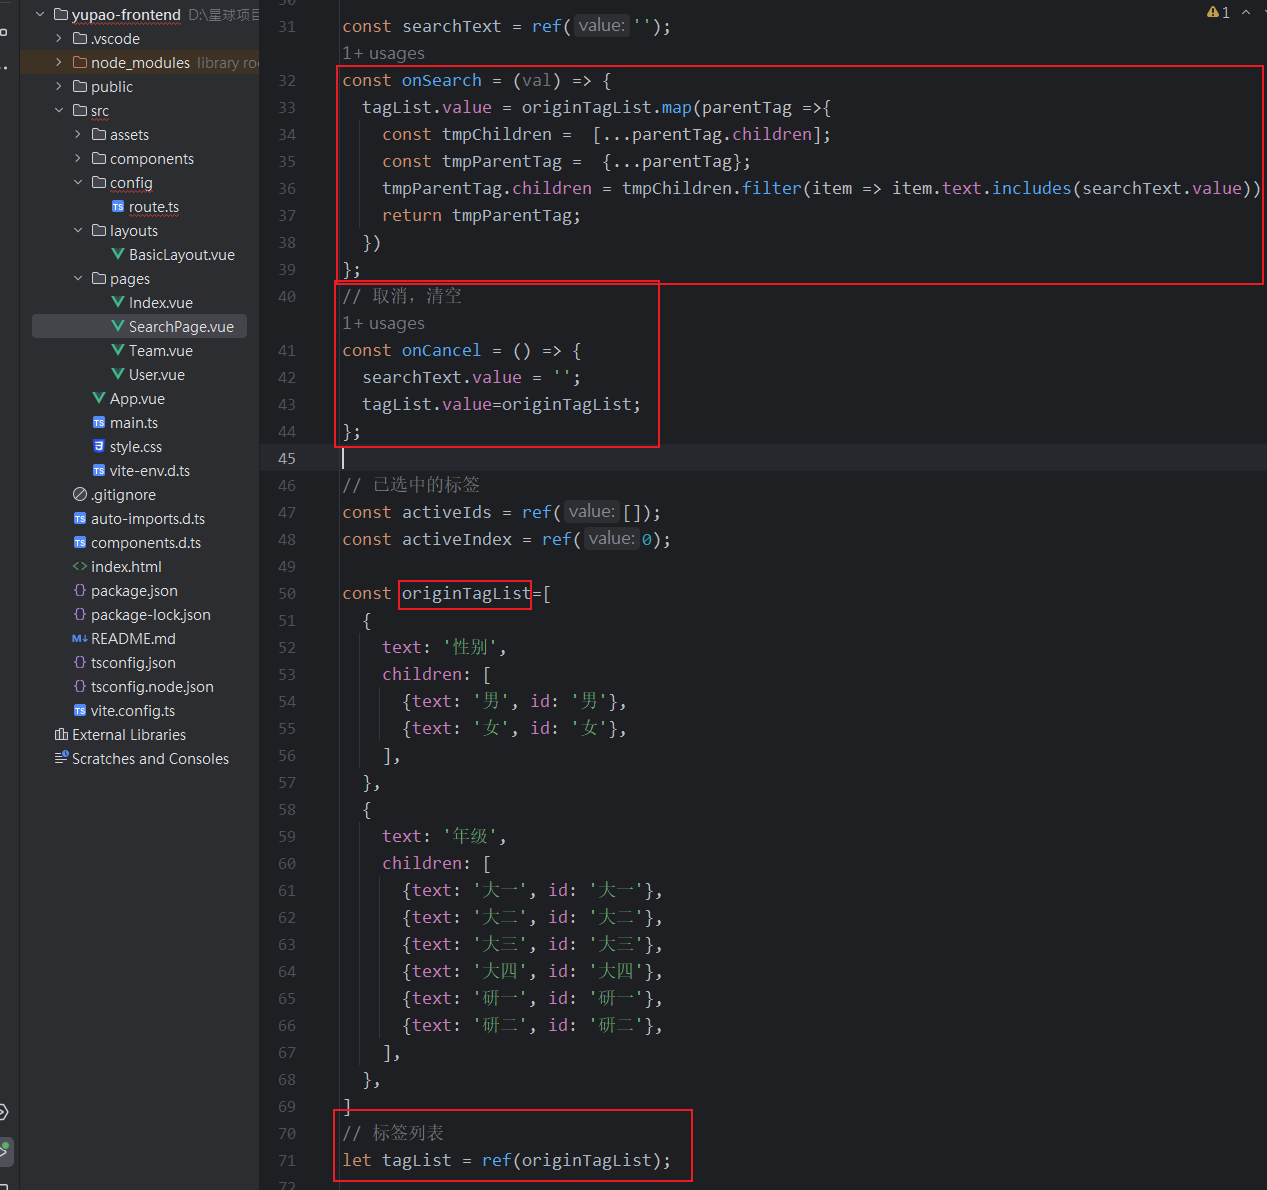 yupao-frontend D:\星球项目
.vscode
node_modules library ro
public
src
assets
components
config
route.ts
layouts
BasicLayout.vue
pages
Index.vue
SearchPage.vue
Team.vue
User.vue
App.vue
main.ts
style.css
vite-env.d.ts
.gitignore
auto-imports.d.ts
components.d.ts
index.html
package.json
package-lock.json
README.md
tsconfig.json
tsconfig.node.json
vite.config.ts
External Libraries
Scratches and Consoles
1
31 const searchText = ref( value: '');
1+ usages
32 const onSearch = (val) => {
33 tagList.value = originTagList.map(parentTag =>{
34 const tmpChildren = [...parentTag.children];
35 const tmpParentTag = {...parentTag};
36 tmpParentTag.children = tmpChildren.filter(item => item.text.includes(searchText.value))
37 return tmpParentTag;
38 })
39 };
40 // 取消，清空
1+ usages
41 const onCancel = () => {
42 searchText.value = '';
43 tagList.value=originTagList;
44 };
45
46 // 已选中的标签
47 const activeIds = ref( value: []);
48 const activeIndex = ref( value: 0);
49
50 const originTagList=[
51 {
52 text: '性别',
53 children: [
54 {text: '男', id: '男'},
55 {text: '女', id: '女'},
56 ],
57 },
58 {
59 text: '年级',
60 children: [
61 {text: '大一', id: '大一'},
62 {text: '大二', id: '大二'},
63 {text: '大三', id: '大三'},
64 {text: '大四', id: '大四'},
65 {text: '研一', id: '研一'},
66 {text: '研二', id: '研二'},
67 ],
68 },
69 ]
70 // 标签列表
71 let tagList = ref(originTagList);
72